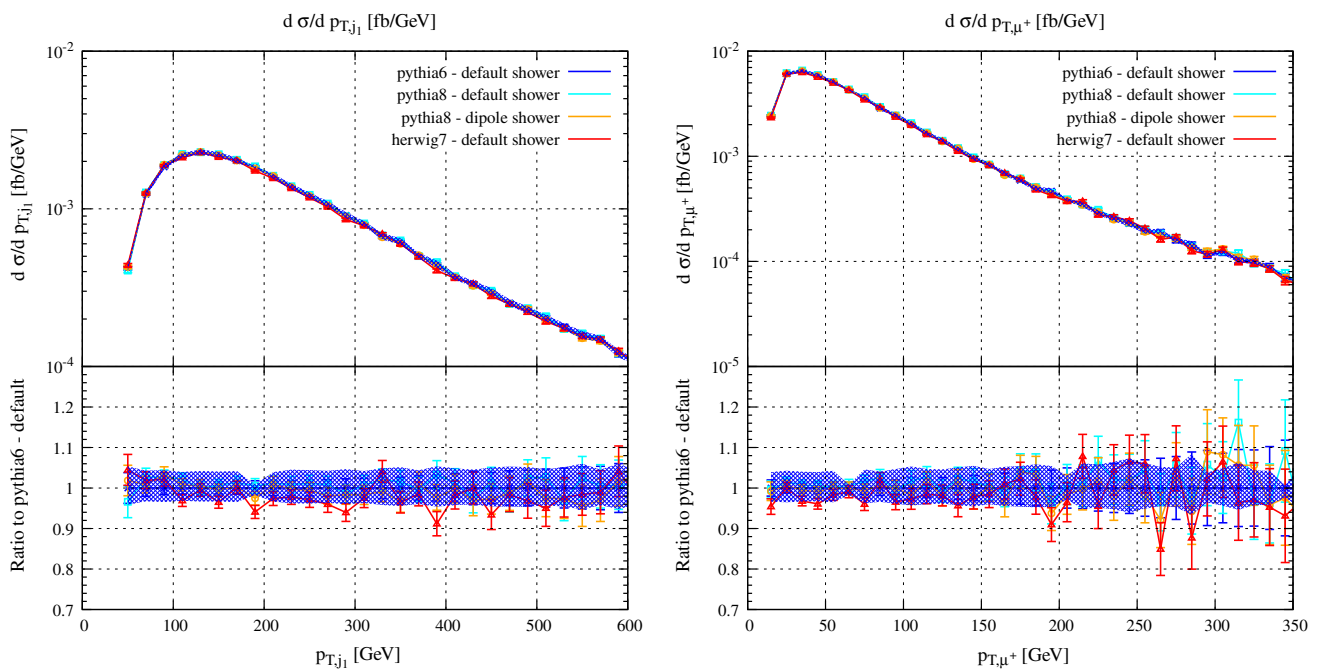 d σ/d p_{T,j_1} [fb/GeV]
d σ/d p_{T,j_1} [fb/GeV]
10^{-2}
10^{-3}
10^{-4}
pythia6 - default shower
pythia8 - default shower
pythia8 - dipole shower
herwig7 - default shower
Ratio to pythia6 - default
1.2
1.1
1
0.9
0.8
0.7
0 100 200 300 400 500 600
p_{T,j_1} [GeV]
d σ/d p_{T,μ^+} [fb/GeV]
d σ/d p_{T,μ^+} [fb/GeV]
10^{-2}
10^{-3}
10^{-4}
10^{-5}
pythia6 - default shower
pythia8 - default shower
pythia8 - dipole shower
herwig7 - default shower
Ratio to pythia6 - default
1.2
1.1
1
0.9
0.8
0.7
0 50 100 150 200 250 300 350
p_{T,μ^+} [GeV]